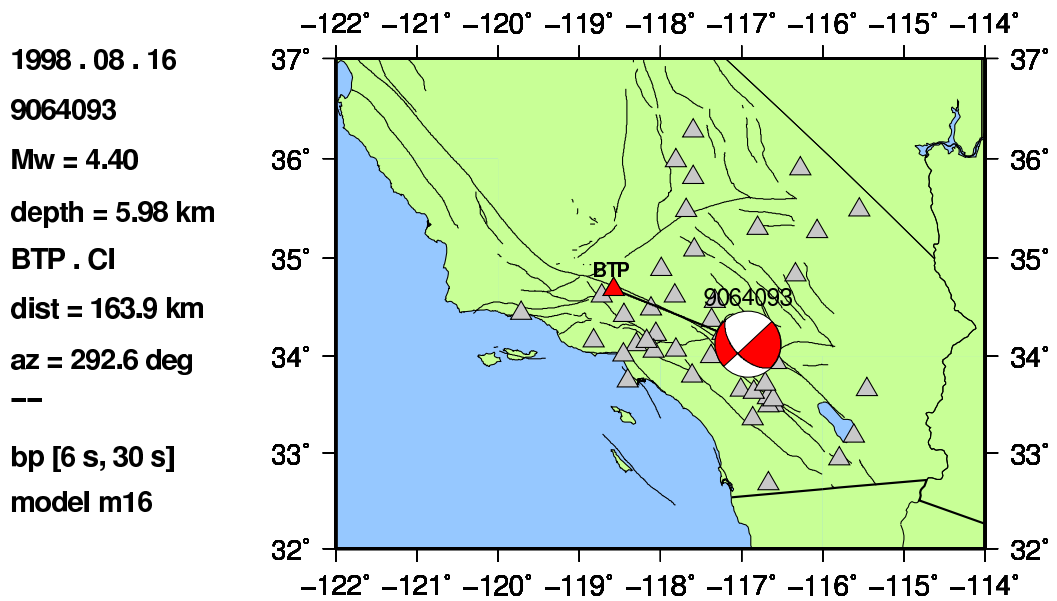 −122° −121° −120° −119° −118° −117° −116° −115° −114°
1998 . 08 . 16
9064093
Mw = 4.40
depth = 5.98 km
BTP . CI
dist = 163.9 km
az = 292.6 deg
−−
bp [6 s, 30 s]
model m16
37° 37°
36° 36°
35° 35°
BTP
9064093
34° 34°
33° 33°
32° 32°
−122° −121° −120° −119° −118° −117° −116° −115° −114°